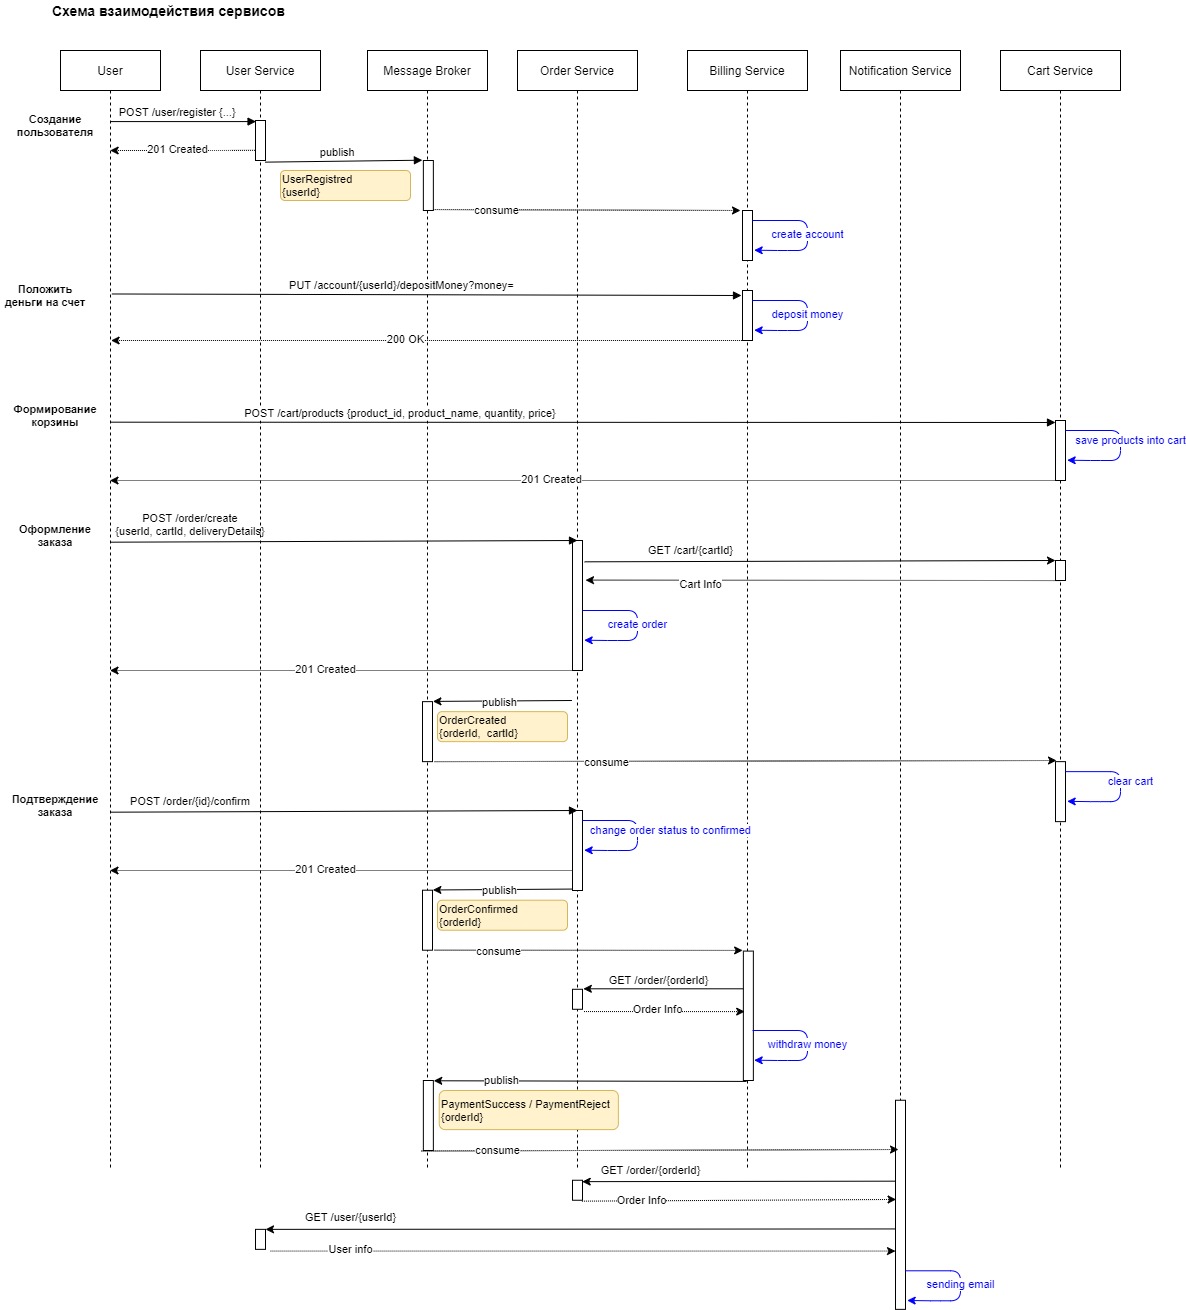 Схема взаимодействия сервисов
User
User Service
Message Broker
Order Service
Billing Service
Notification Service
Cart Service
Создание
пользователя
POST /user/register {...}
201 Created
publish
UserRegistred
{userId}
consume
create account
Положить
деньги на счет
PUT /account/{userId}/depositMoney?money=
deposit money
200 OK
Формирование
корзины
POST /cart/products {product_id, product_name, quantity, price}
save products into cart
201 Created
Оформление
заказа
POST /order/create
{userId, cartId, deliveryDetails}
GET /cart/{cartId}
Cart Info
create order
201 Created
publish
OrderCreated
{orderId, cartId}
consume
clear cart
Подтверждение
заказа
POST /order/{id}/confirm
change order status to confirmed
201 Created
publish
OrderConfirmed
{orderId}
consume
GET /order/{orderId}
Order Info
withdraw money
publish
PaymentSuccess / PaymentReject
{orderId}
consume
GET /order/{orderId}
Order Info
GET /user/{userId}
User info
sending email